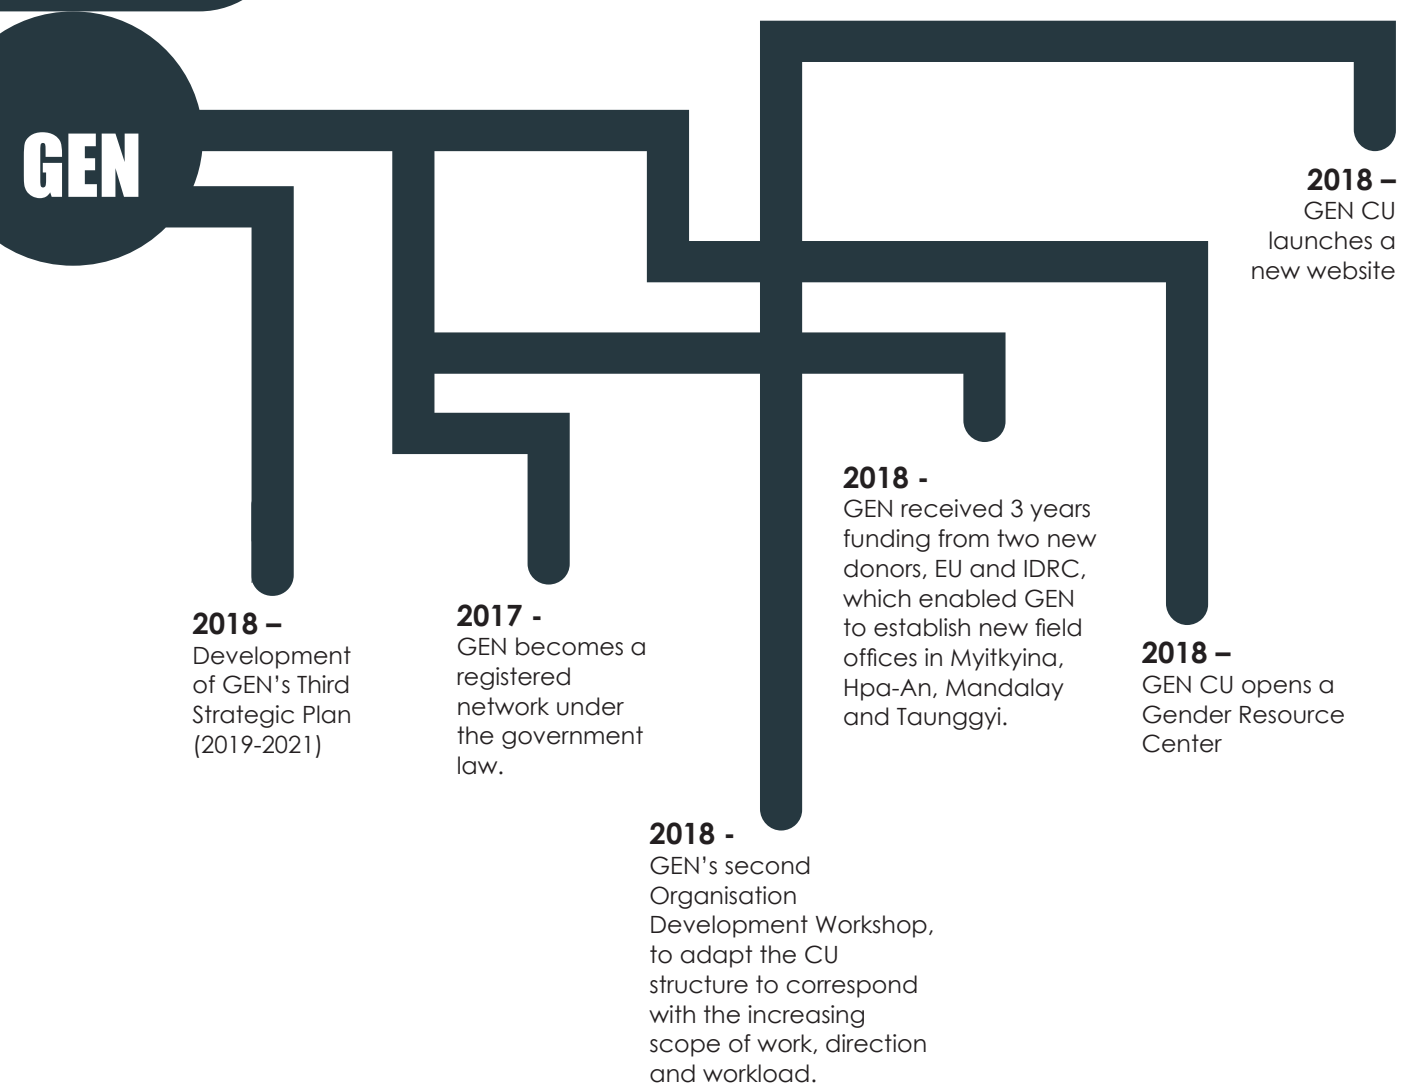 GEN
2018 –
GEN CU
launches a
new website
2018 -
GEN received 3 years
funding from two new
donors, EU and IDRC,
which enabled GEN
to establish new field
offices in Myitkyina,
Hpa-An, Mandalay
and Taunggyi.
2018 –
Development
of GEN’s Third
Strategic Plan
(2019-2021)
2017 -
GEN becomes a
registered
network under
the government
law.
2018 –
GEN CU opens a
Gender Resource
Center
2018 -
GEN’s second
Organisation
Development Workshop,
to adapt the CU
structure to correspond
with the increasing
scope of work, direction
and workload.